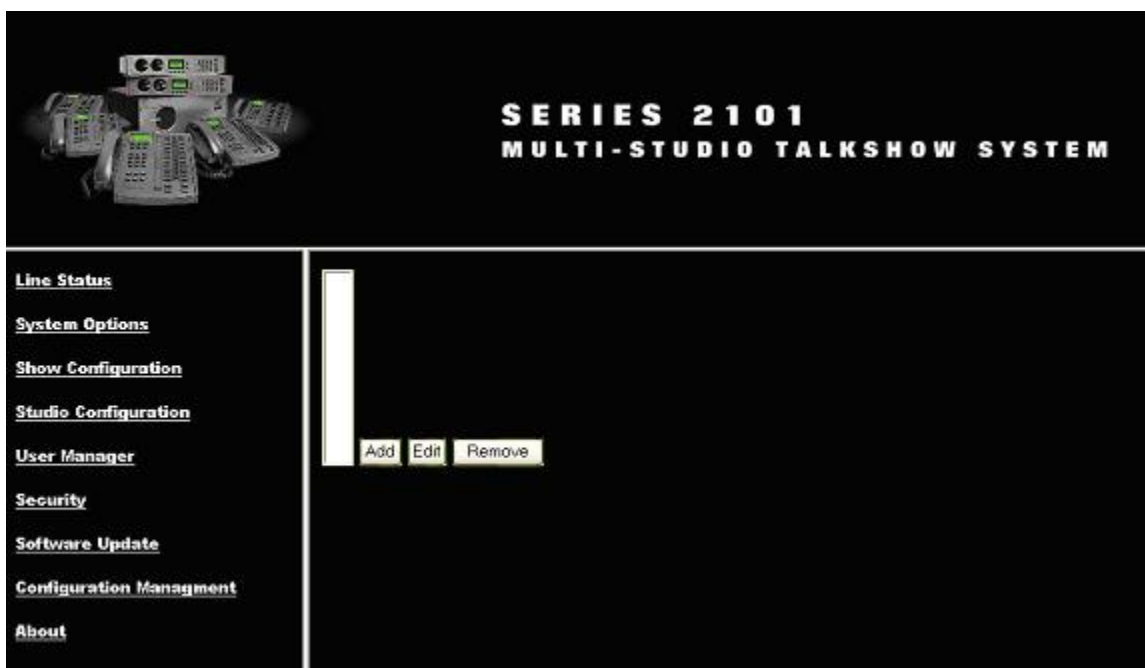 SERIES 2101
MULTI-STUDIO TALKSHOW SYSTEM
Line Status
System Options
Show Configuration
Studio Configuration
User Manager
Security
Software Update
Configuration Managment
About
Add Edit Remove